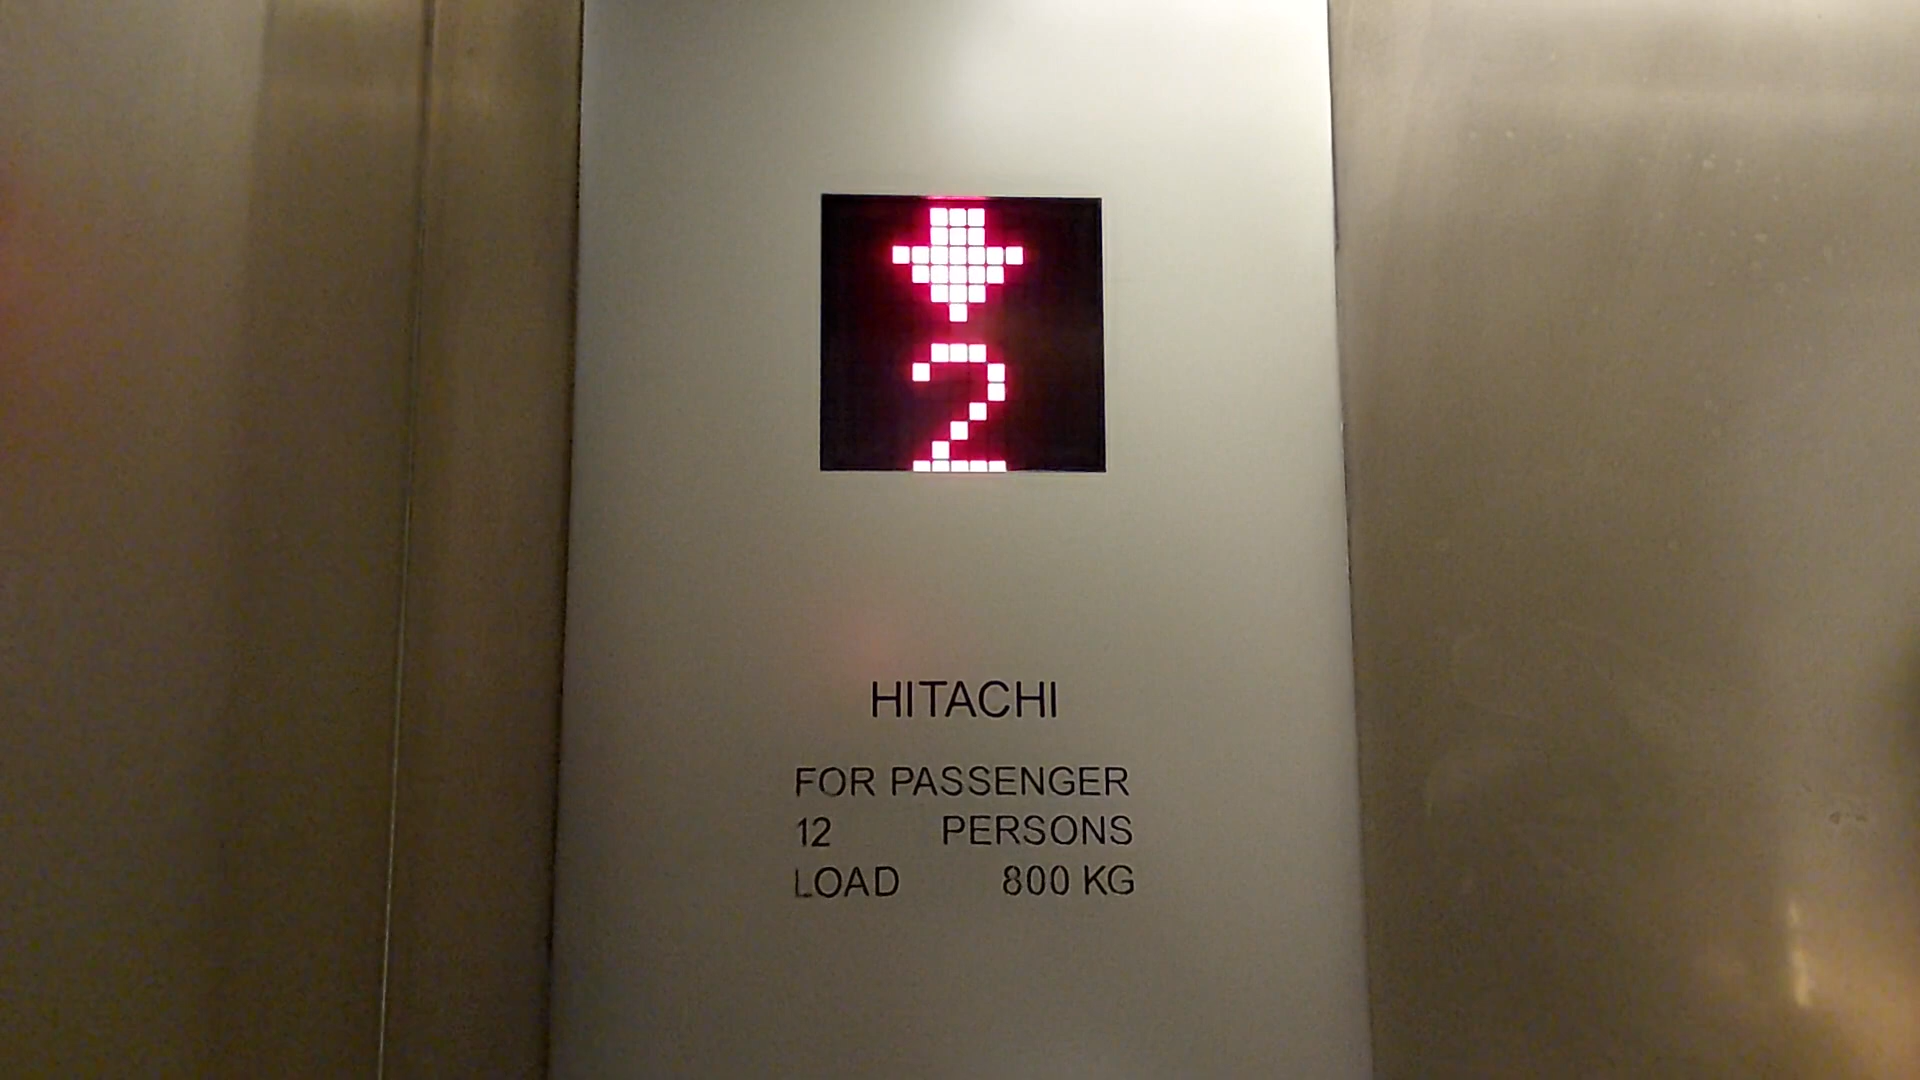 2
HITACHI
FOR PASSENGER
12 PERSONS
LOAD 800 KG